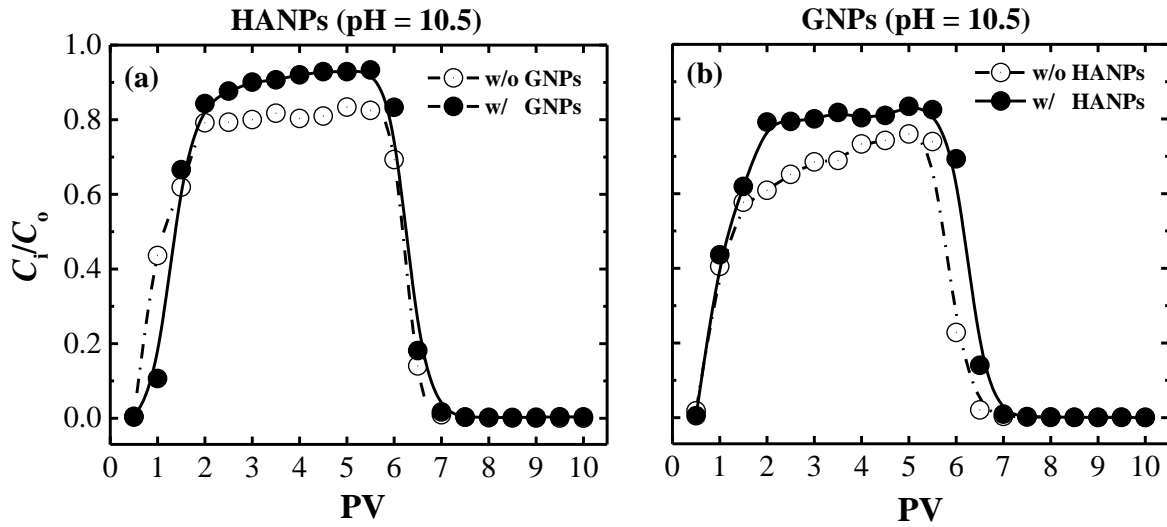 HANPs (pH = 10.5)
GNPs (pH = 10.5)
(a)
w/o GNPs
w/ GNPs
(b)
w/o HANPs
w/ HANPs
1.0
0.8
0.6
0.4
0.2
0.0
Ci/Co
0 1 2 3 4 5 6 7 8 9 10
0 1 2 3 4 5 6 7 8 9 10
PV
PV